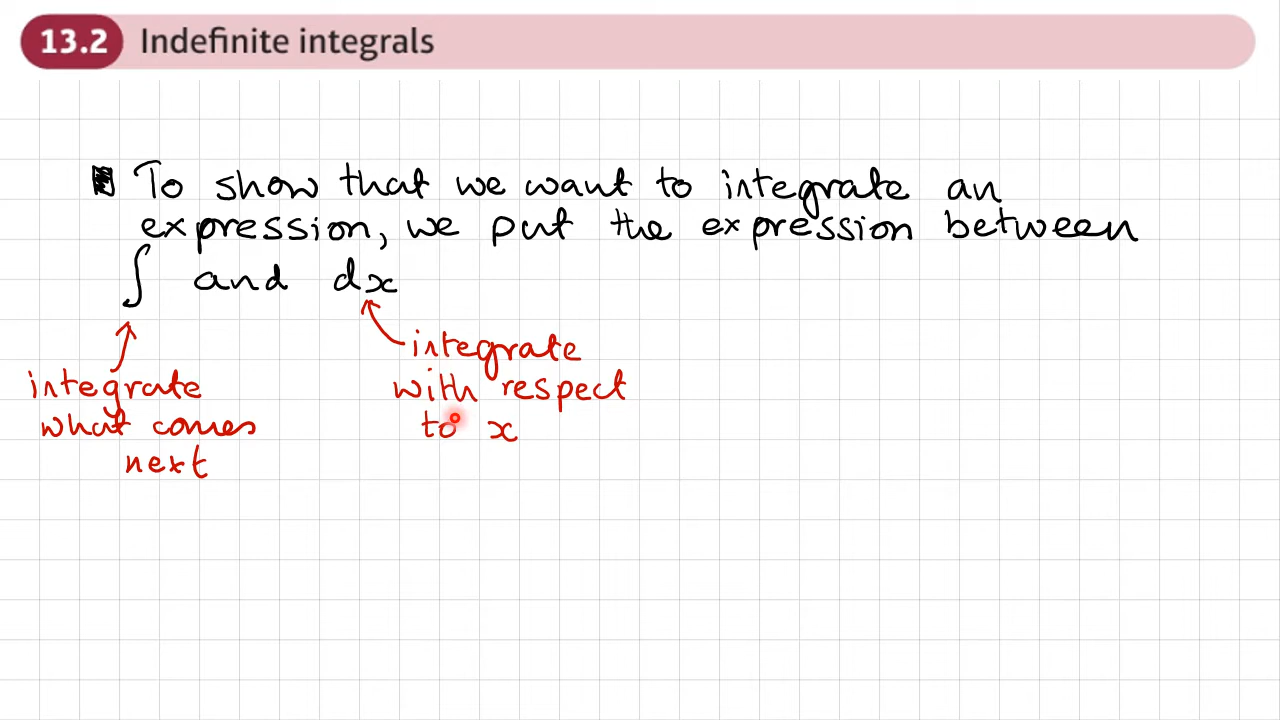 13.2 Indefinite integrals
To show that we want to integrate an
expression, we put the expression between
∫ and dx
integrate
what comes
next
integrate
with respect
to x